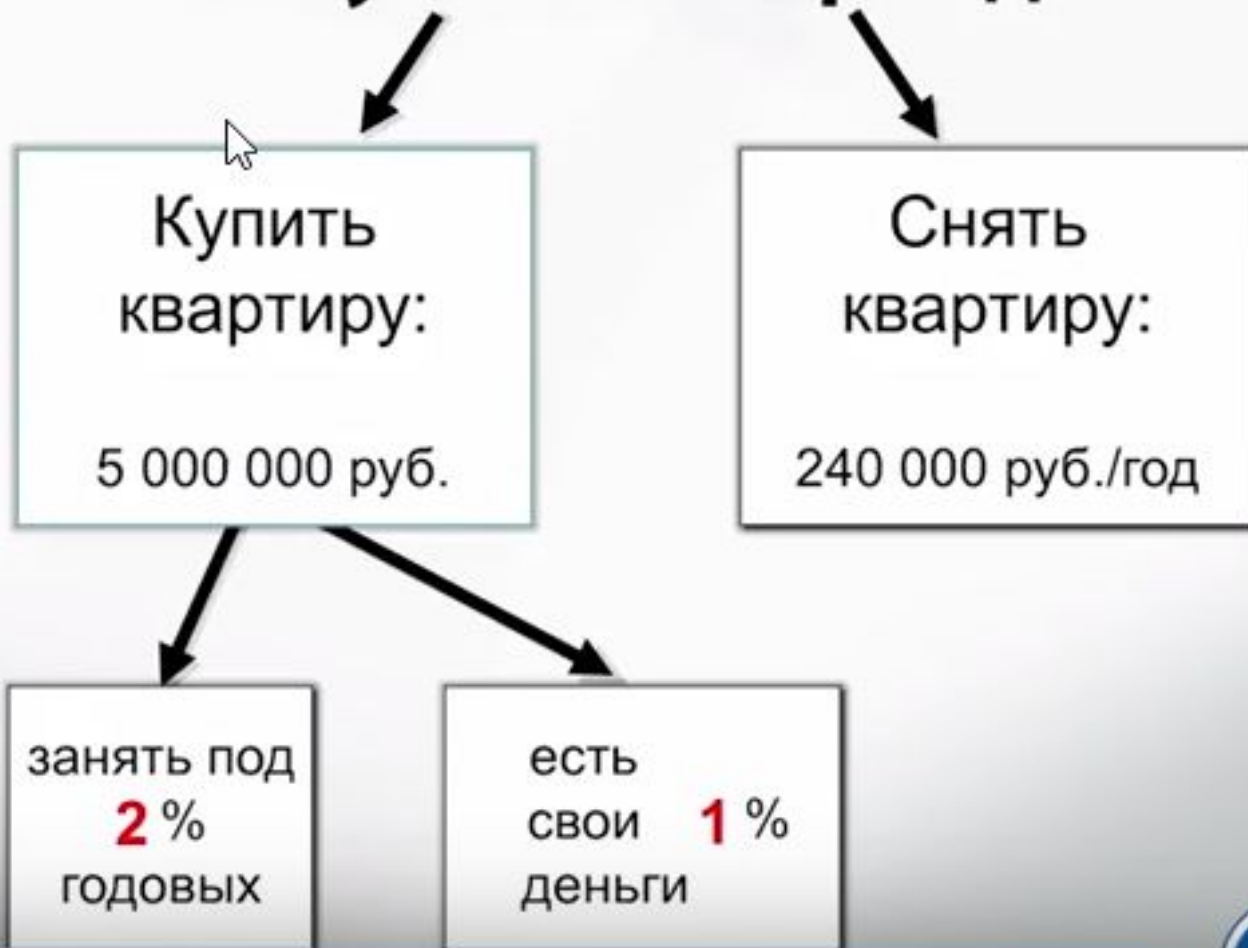 Купить
квартиру:
5 000 000 руб.
Снять
квартиру:
240 000 руб./год
занять под
2 %
годовых
есть
свои 1 %
деньги